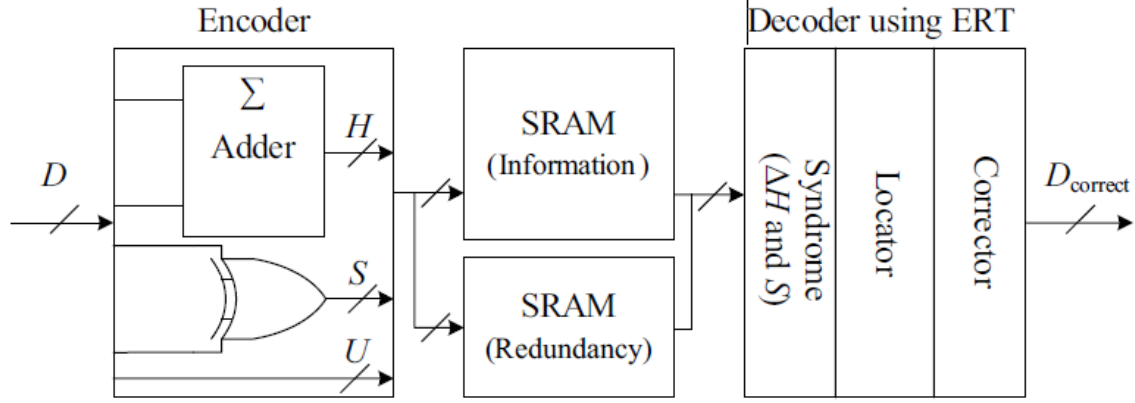 Encoder
Decoder using ERT
Σ
Adder
H
D
S
U
SRAM
(Information)
SRAM
(Redundancy)
Syndrome
(ΔH and S)
Locator
Corrector
Dcorrect